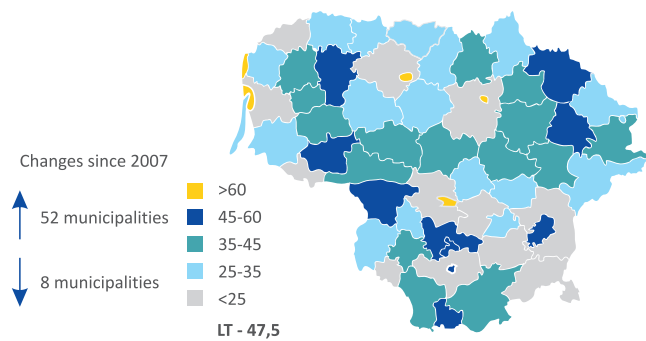 Changes since 2007
52 municipalities
8 municipalities
>60
45-60
35-45
25-35
<25
LT - 47,5